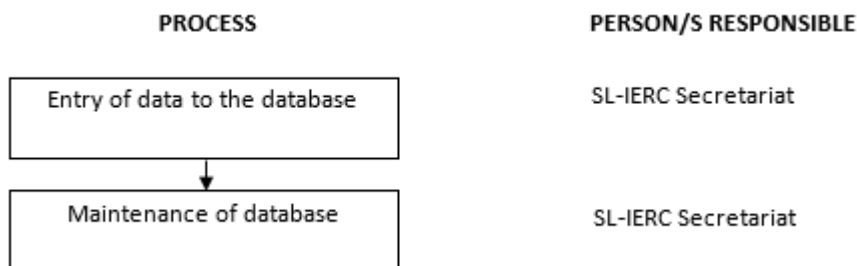 PROCESS PERSON/S RESPONSIBLE
Entry of data to the database SL-IERC Secretariat
Maintenance of database SL-IERC Secretariat